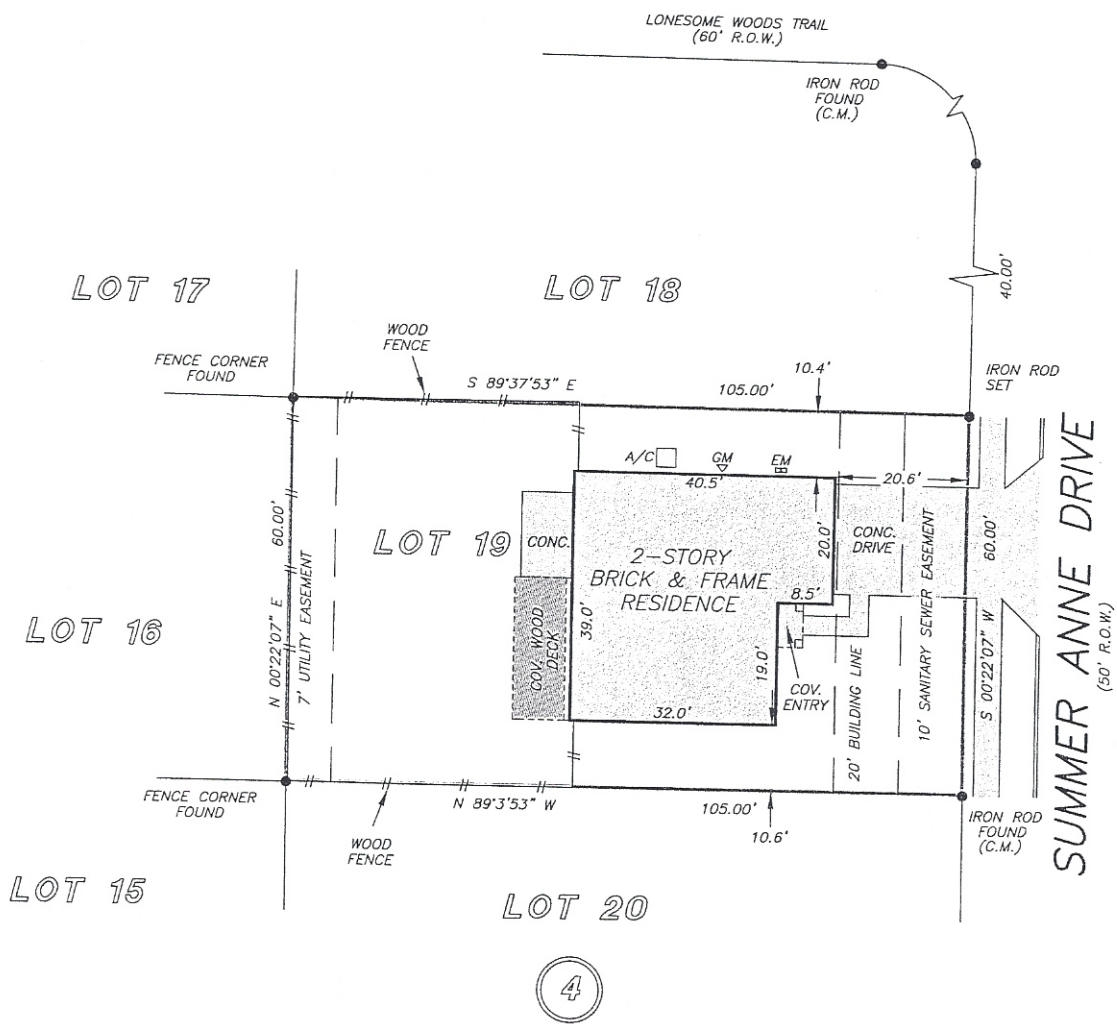 LONESOME WOODS TRAIL
(60' R.O.W.)
IRON ROD
FOUND
(C.M.)
40.00'
LOT 17
LOT 18
WOOD
FENCE
FENCE CORNER
FOUND
S 89°37'53" E
105.00'
10.4'
IRON ROD
SET
A/C
GM
EM
40.5'
20.6'
N 00°22'07" E
60.00'
7' UTILITY EASEMENT
LOT 19
CONC.
COV. WOOD
DECK
39.0'
2-STORY
BRICK & FRAME
RESIDENCE
20.0'
CONC.
DRIVE
8.5'
19.0'
COV.
ENTRY
32.0'
20' BUILDING LINE
10' SANITARY SEWER EASEMENT
60.00'
S 00°22'07" W
SUMMER ANNE DRIVE
(50' R.O.W.)
LOT 16
FENCE CORNER
FOUND
N 89°3'53" W
105.00'
10.6'
WOOD
FENCE
IRON ROD
FOUND
(C.M.)
LOT 15
LOT 20
4